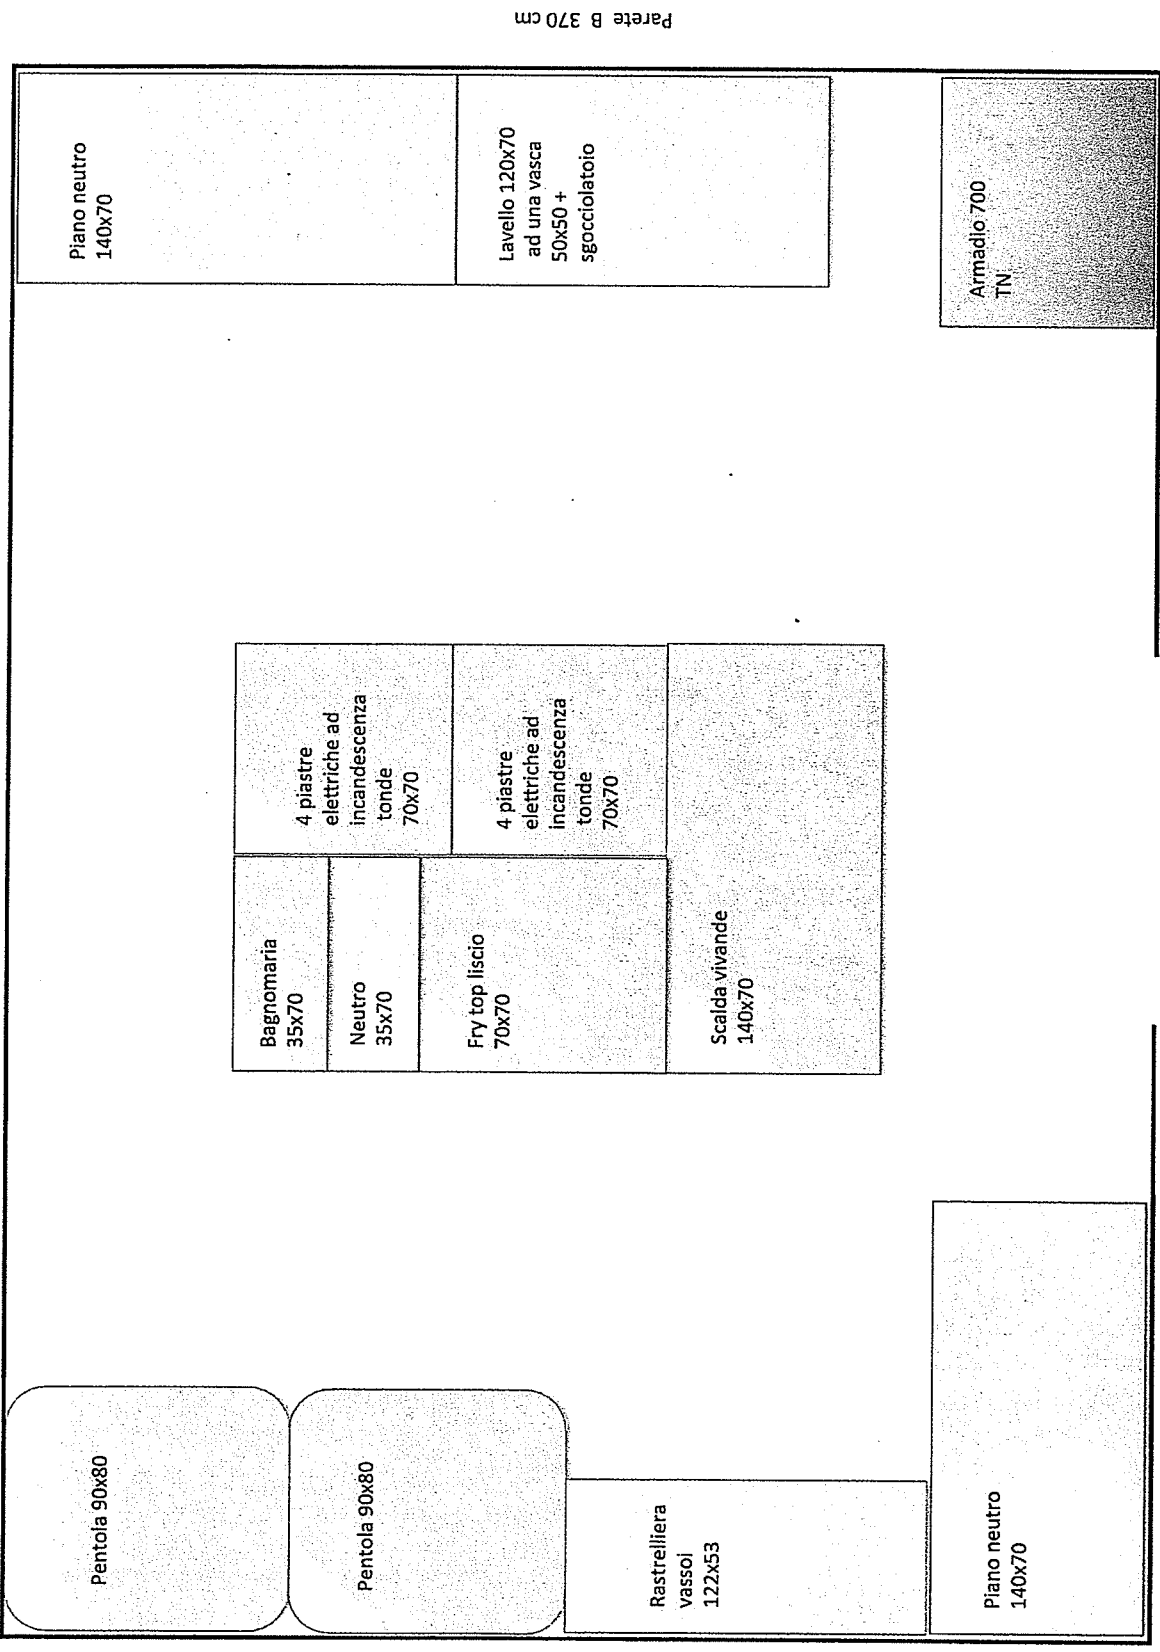 Parete B 370 cm
Piano neutro
140x70
Lavello 120x70
ad una vasca
50x50 +
sgocciolatoio
Armadio 700
TN
4 piastre
elettriche ad
incandescenza
tonde
70x70
4 piastre
elettriche ad
incandescenza
tonde
70x70
Bagnomaria
35x70
Neutro
35x70
Fry top liscio
70x70
Scalda vivande
140x70
Pentola 90x80
Pentola 90x80
Rastrelliera
vassoi
122x53
Piano neutro
140x70